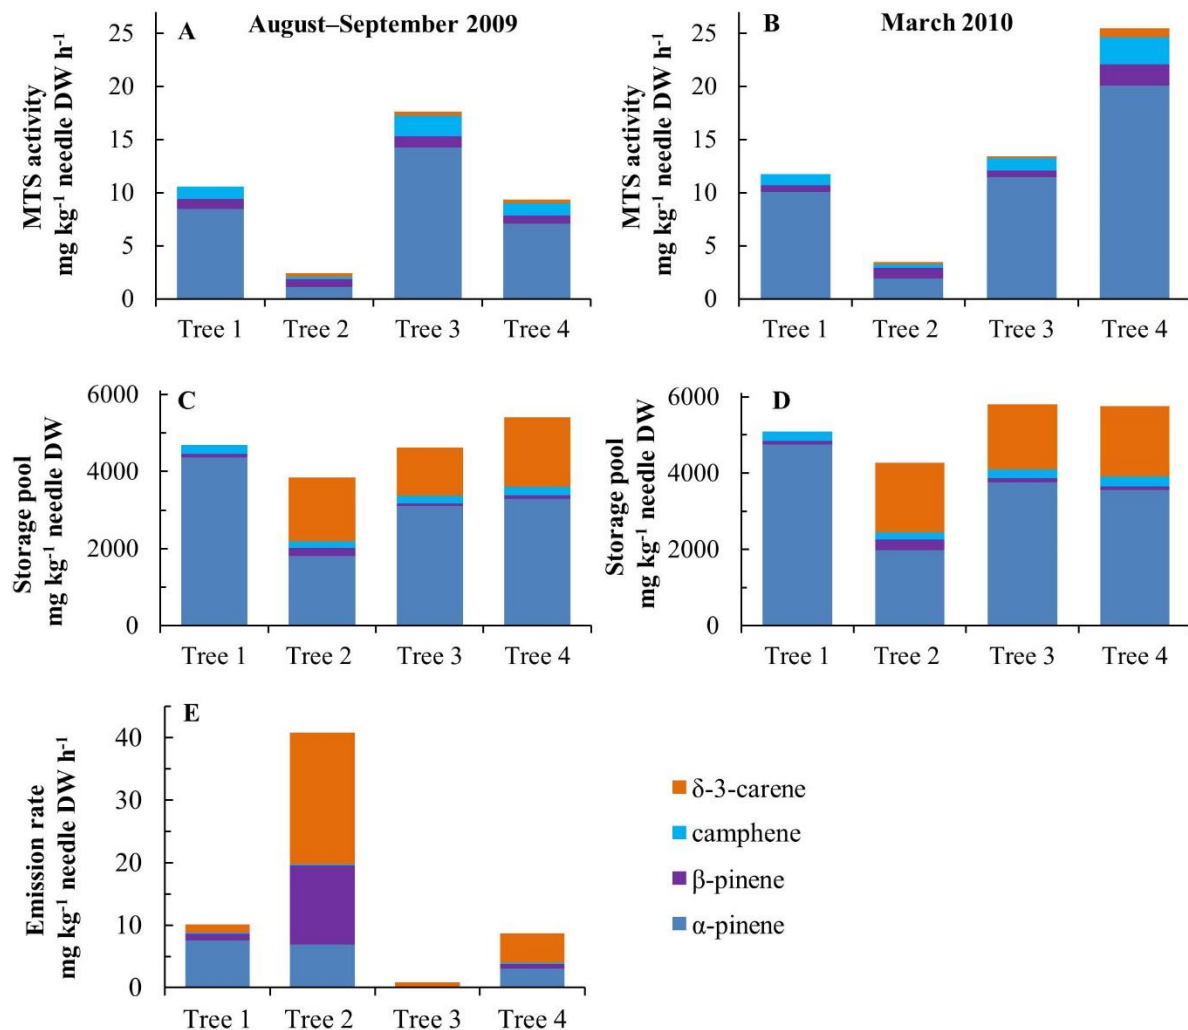 A
August–September 2009
MTS activity
mg kg⁻¹ needle DW h⁻¹
25
20
15
10
5
0
Tree 1 Tree 2 Tree 3 Tree 4
B
March 2010
MTS activity
mg kg⁻¹ needle DW h⁻¹
25
20
15
10
5
0
Tree 1 Tree 2 Tree 3 Tree 4
C
Storage pool
mg kg⁻¹ needle DW
6000
4000
2000
0
Tree 1 Tree 2 Tree 3 Tree 4
D
Storage pool
mg kg⁻¹ needle DW
6000
4000
2000
0
Tree 1 Tree 2 Tree 3 Tree 4
E
Emission rate
mg kg⁻¹ needle DW h⁻¹
40
30
20
10
0
Tree 1 Tree 2 Tree 3 Tree 4
δ-3-carene
camphene
β-pinene
α-pinene